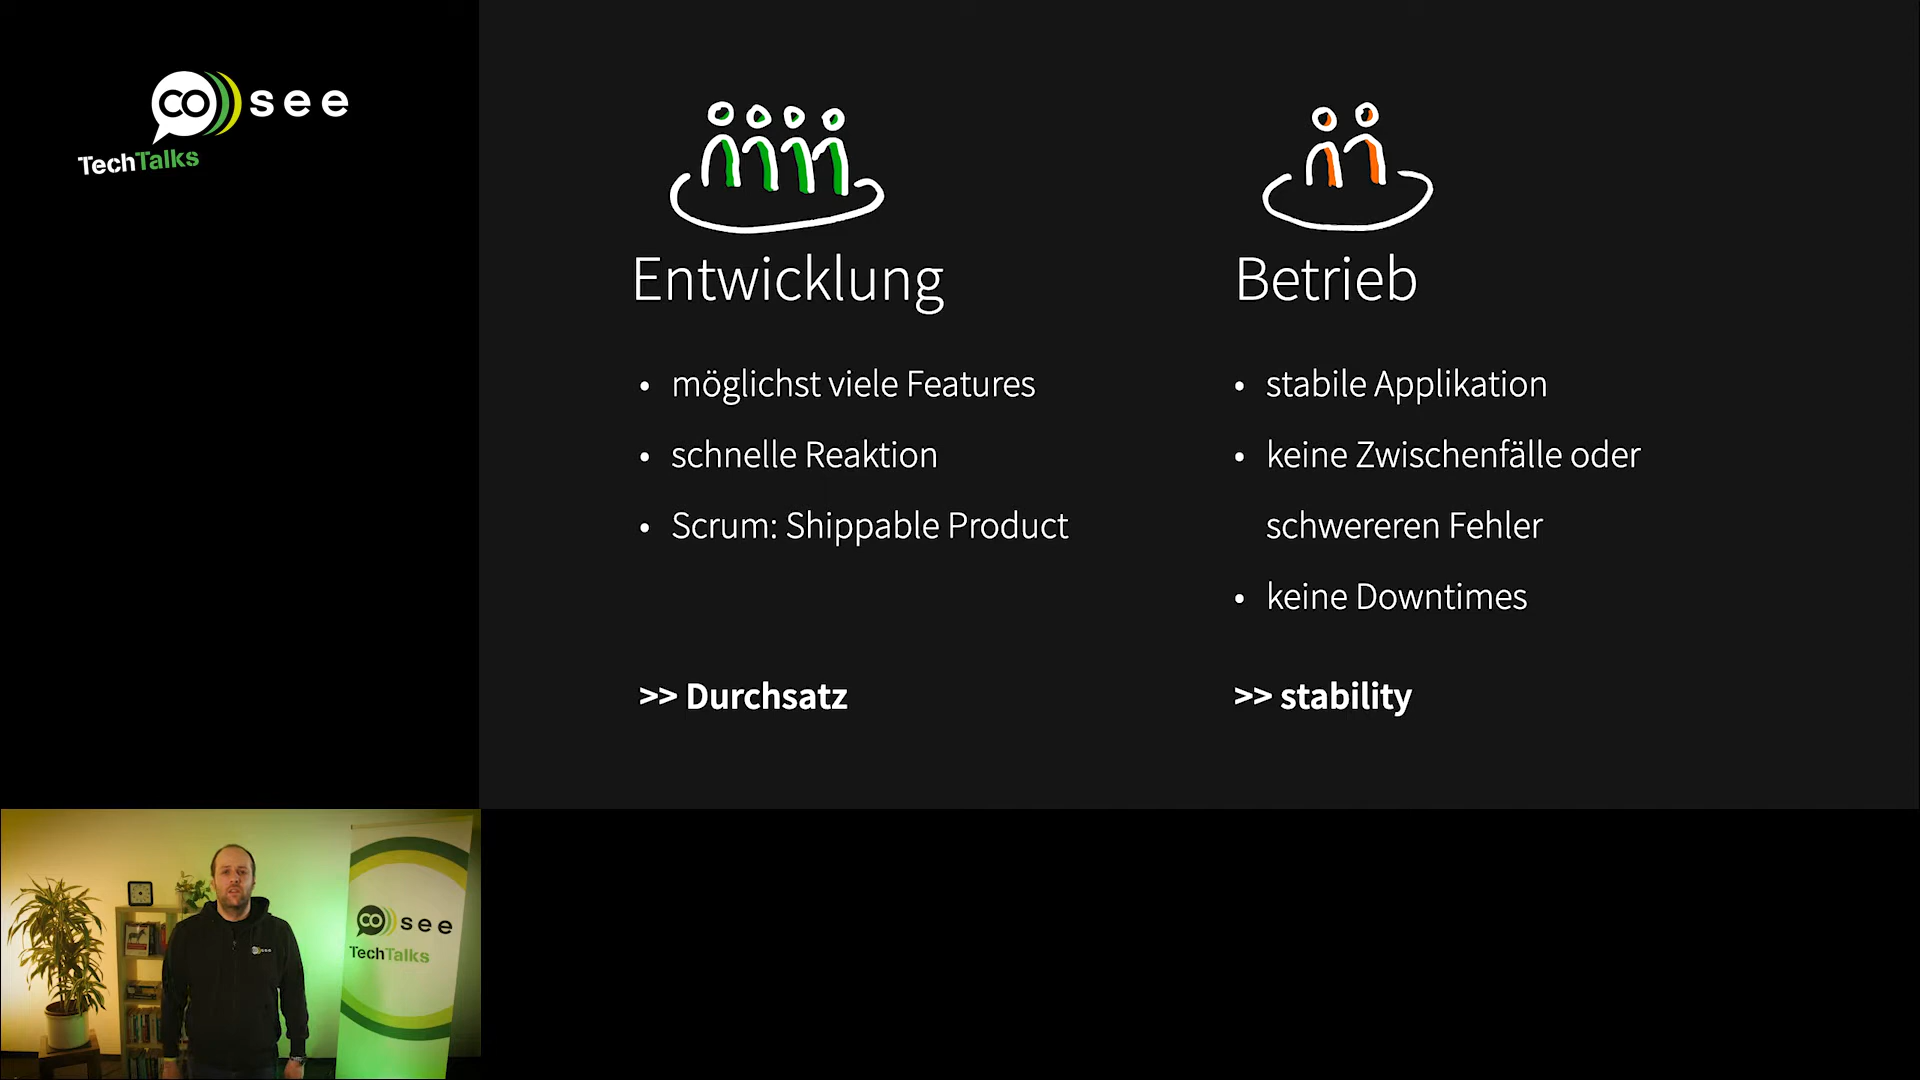 co see
TechTalks
Entwicklung
• möglichst viele Features
• schnelle Reaktion
• Scrum: Shippable Product
>> Durchsatz
Betrieb
• stabile Applikation
• keine Zwischenfälle oder
schwereren Fehler
• keine Downtimes
>> stability
co see
TechTalks